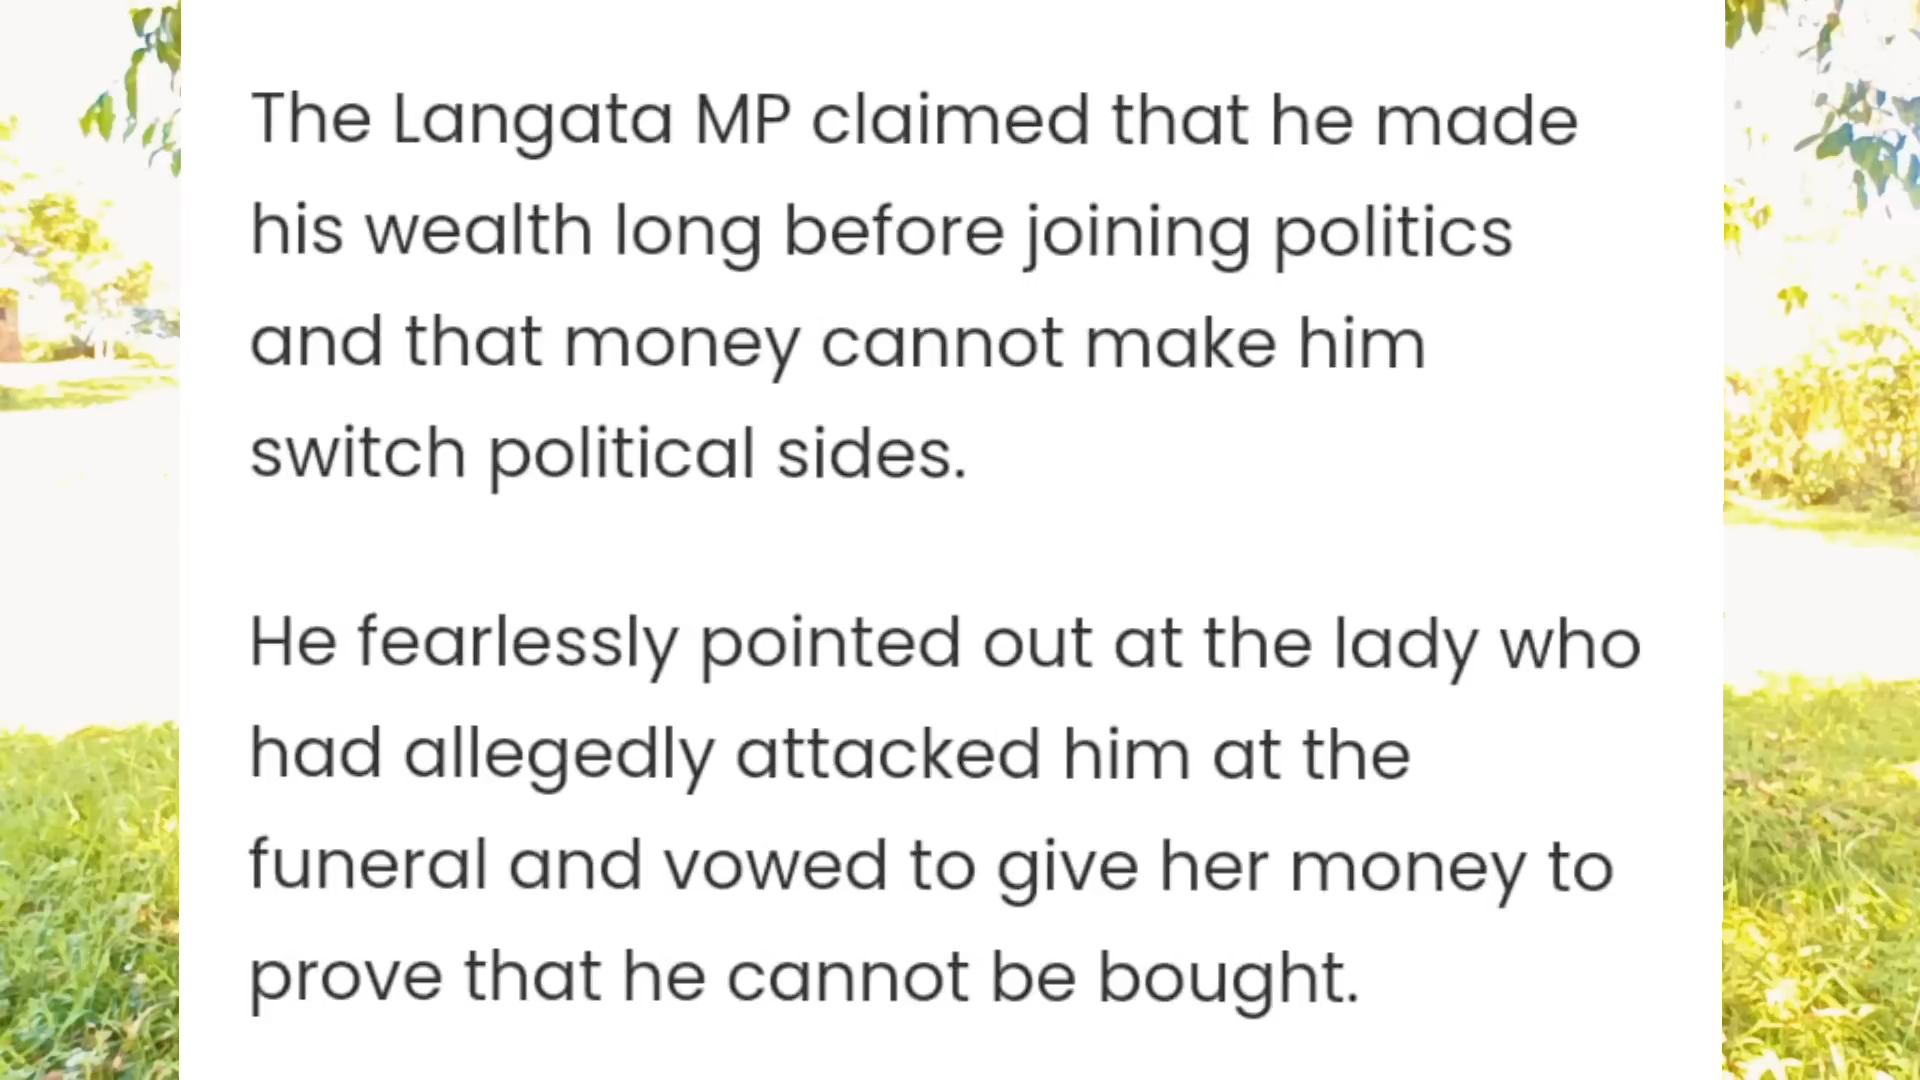 The Langata MP claimed that he made
his wealth long before joining politics
and that money cannot make him
switch political sides.
He fearlessly pointed out at the lady who
had allegedly attacked him at the
funeral and vowed to give her money to
prove that he cannot be bought.